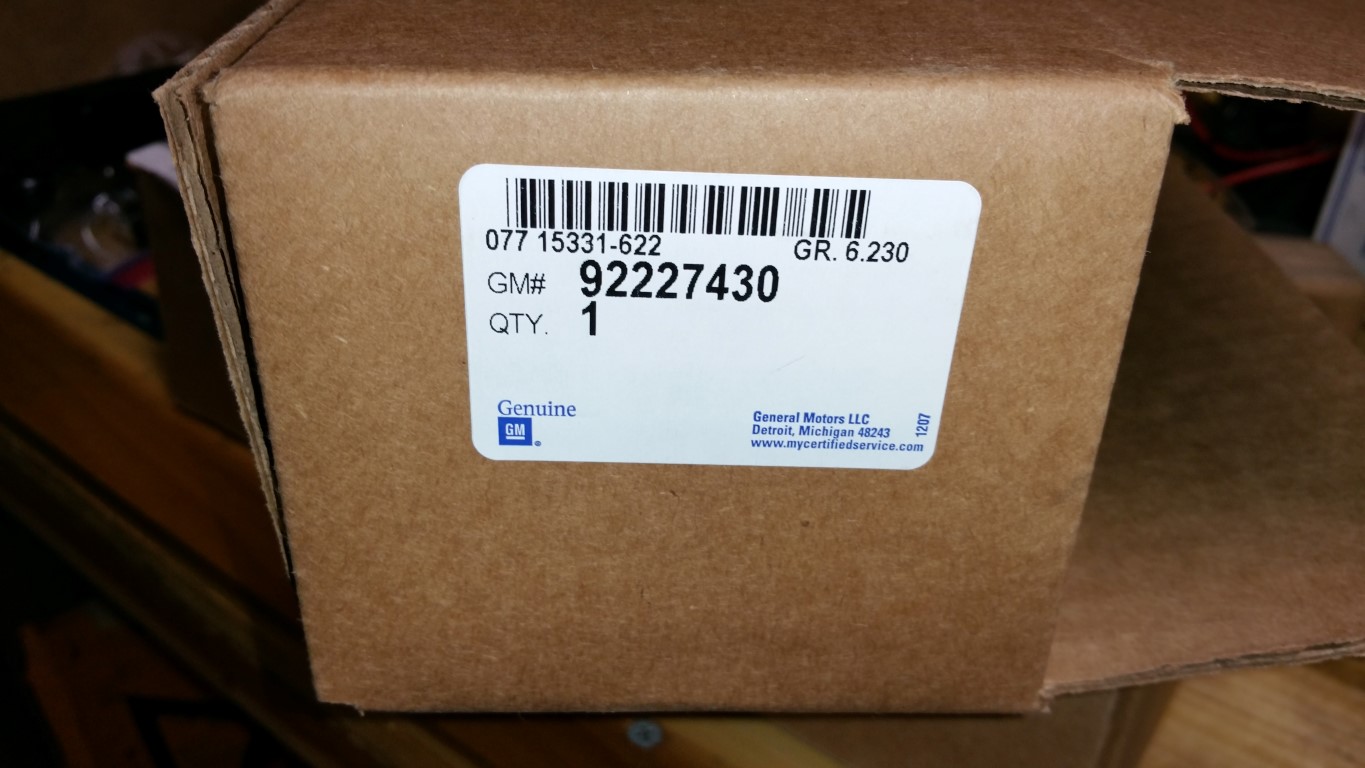 077 15331-622 GR. 6.230
GM# 92227430
QTY. 1
Genuine
GM
General Motors LLC
Detroit, Michigan 48243
www.mycertifiedservice.com
1207